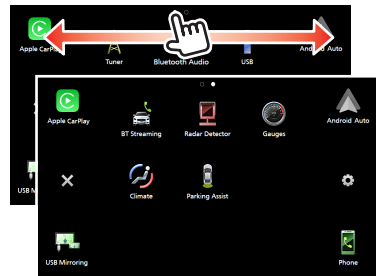 Apple CarPlay
Tuner
Bluetooth Audio
USB
Android Auto
USB M
Apple CarPlay
BT Streaming
Radar Detector
Gauges
Android Auto
Climate
Parking Assist
USB Mirroring
Phone